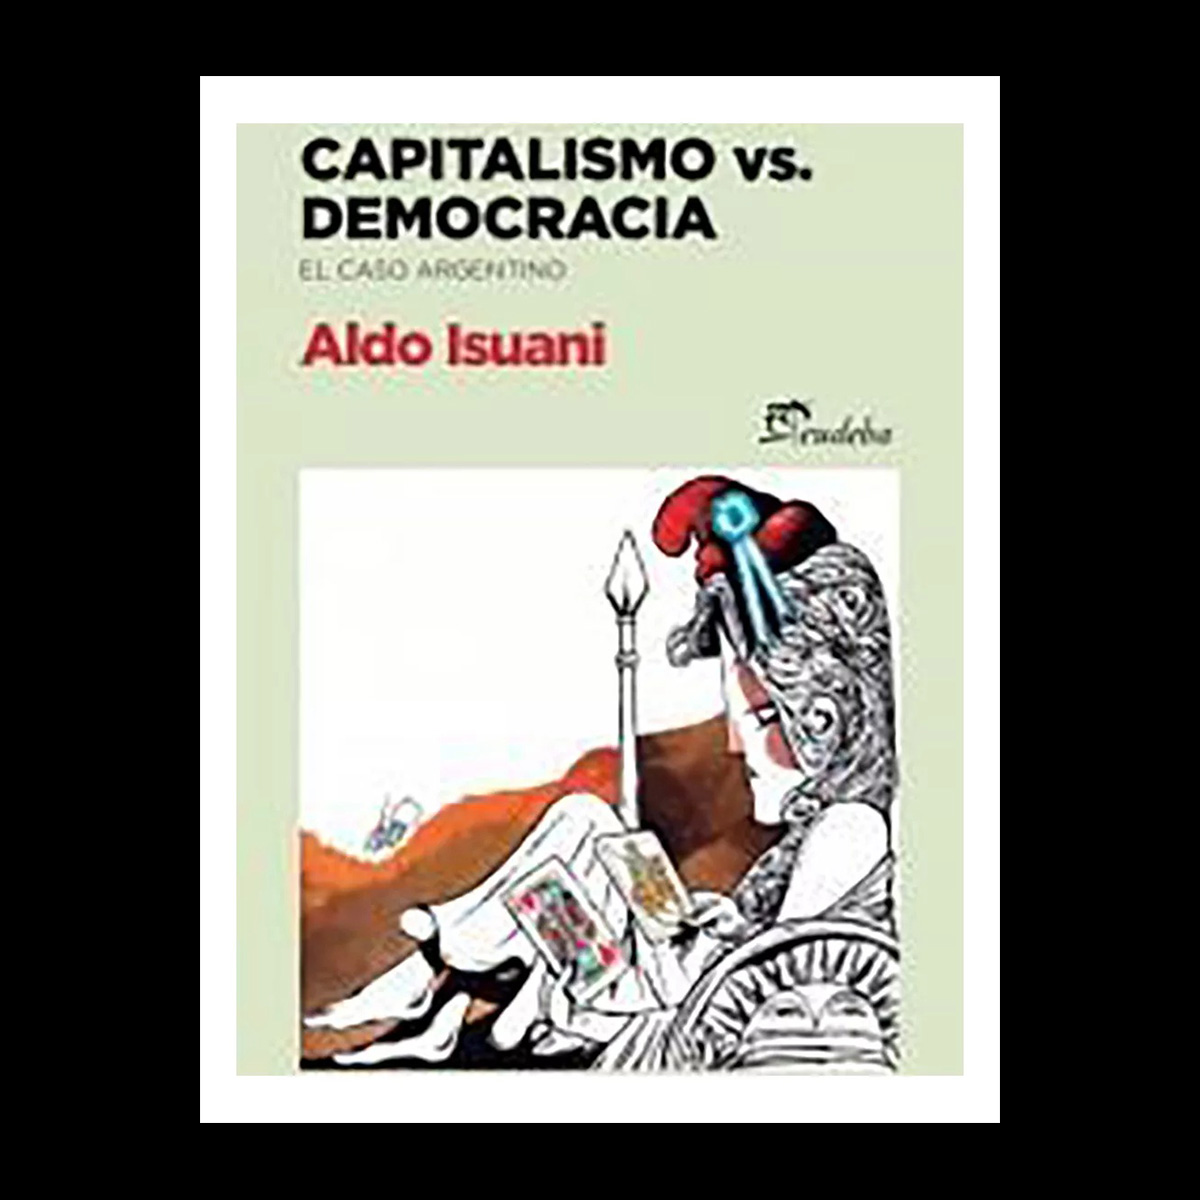 CAPITALISMO vs.
DEMOCRACIA
EL CASO ARGENTINO
Aldo Isuani
eudeba